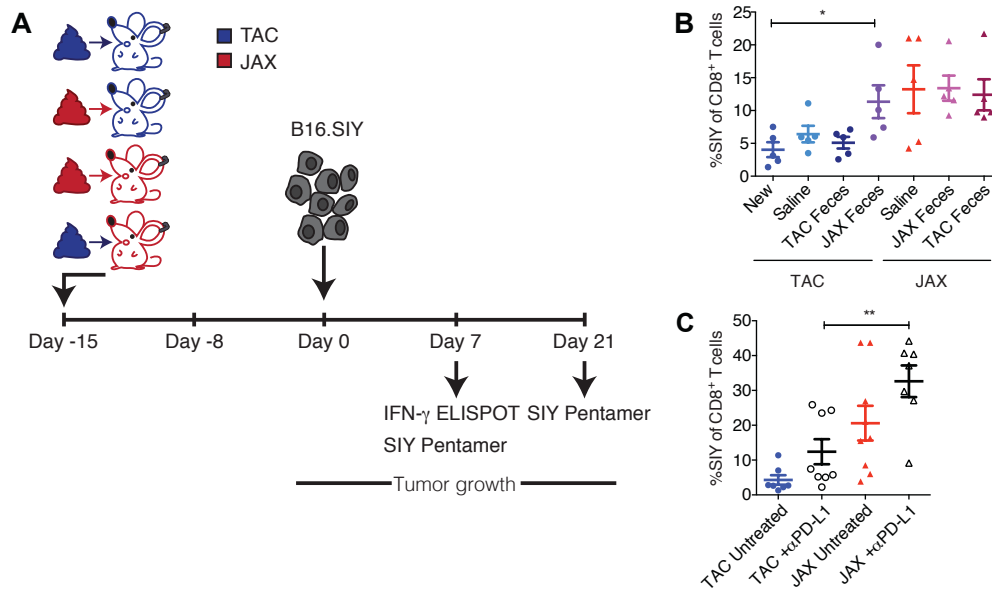 A
TAC
JAX
B16.SIY
Day -15
Day -8
Day 0
Day 7
Day 21
IFN-γ ELISPOT
SIY Pentamer
SIY Pentamer
Tumor growth
B
%SIY of CD8⁺ T cells
25
20
15
10
5
0
*
New
Saline
TAC Feces
JAX Feces
Saline
JAX Feces
TAC Feces
TAC
JAX
C
%SIY of CD8⁺ T cells
50
40
30
20
10
0
**
TAC Untreated
TAC +αPD-L1
JAX Untreated
JAX +αPD-L1